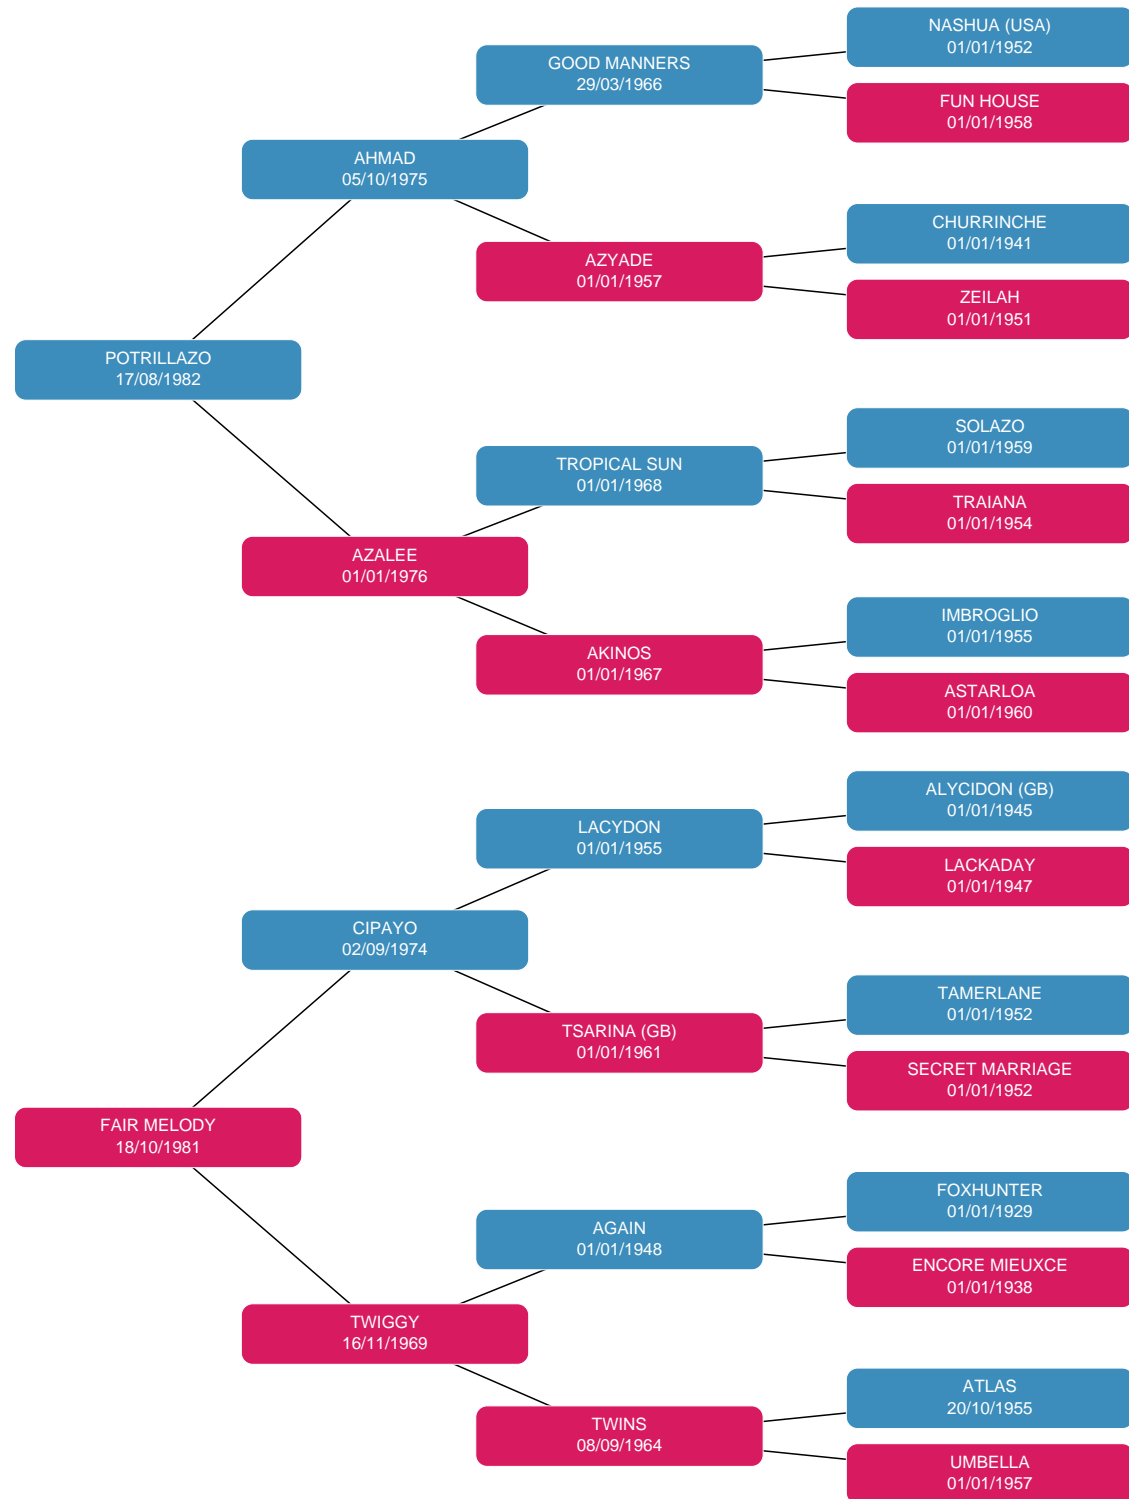 NASHUA (USA)
01/01/1952
GOOD MANNERS
29/03/1966
FUN HOUSE
01/01/1958
AHMAD
05/10/1975
CHURRINCHE
01/01/1941
AZYADE
01/01/1957
ZEILAH
01/01/1951
POTRILLAZO
17/08/1982
SOLAZO
01/01/1959
TROPICAL SUN
01/01/1968
TRAIANA
01/01/1954
AZALEE
01/01/1976
IMBROGLIO
01/01/1955
AKINOS
01/01/1967
ASTARLOA
01/01/1960
ALYCIDON (GB)
01/01/1945
LACYDON
01/01/1955
LACKADAY
01/01/1947
CIPAYO
02/09/1974
TAMERLANE
01/01/1952
TSARINA (GB)
01/01/1961
SECRET MARRIAGE
01/01/1952
FAIR MELODY
18/10/1981
FOXHUNTER
01/01/1929
AGAIN
01/01/1948
ENCORE MIEUXCE
01/01/1938
TWIGGY
16/11/1969
ATLAS
20/10/1955
TWINS
08/09/1964
UMBELLA
01/01/1957